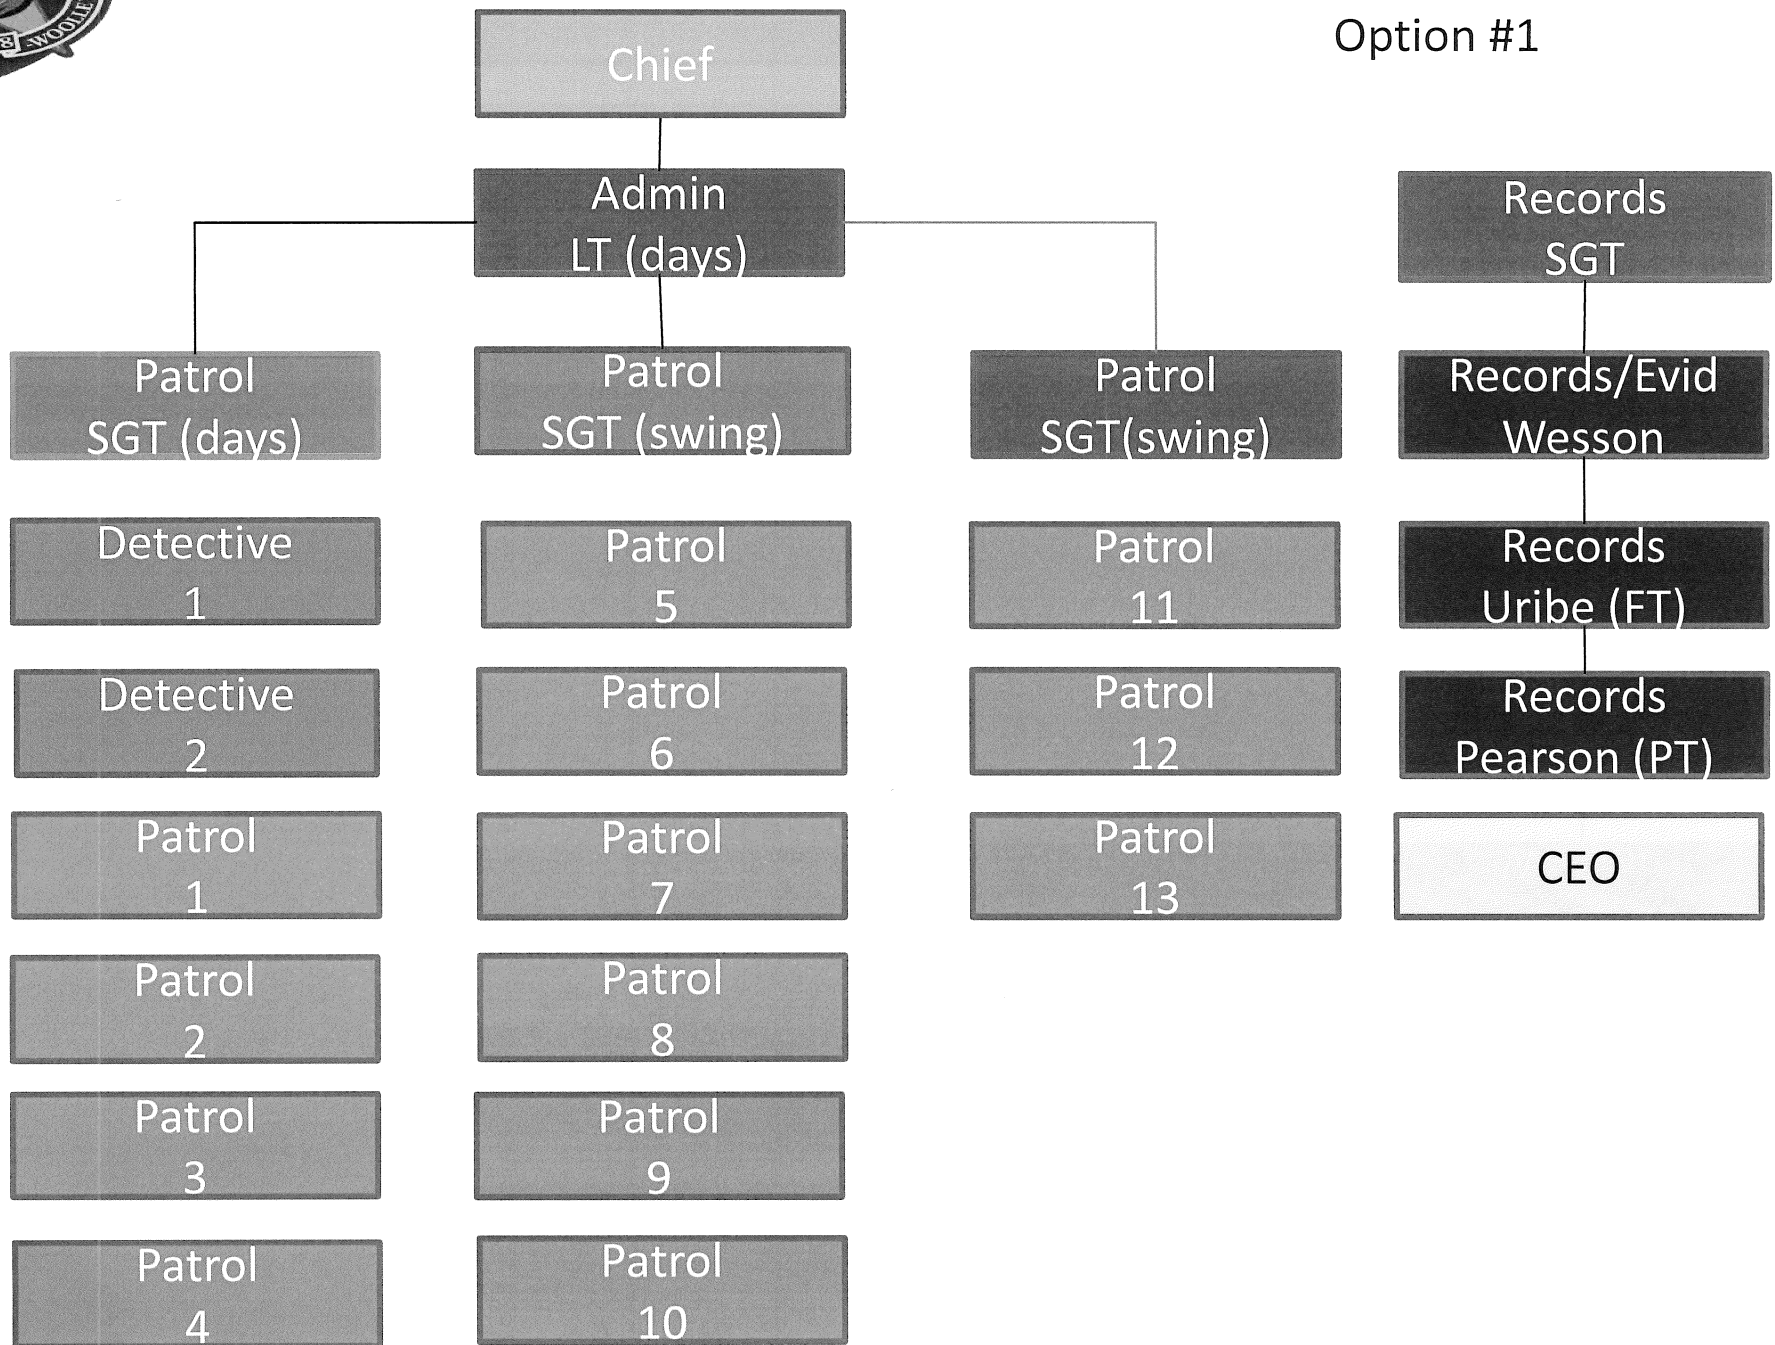 8
-WOOLLE
Option #1
Chief
Admin
LT (days)
Records
SGT
Patrol
SGT (days)
Patrol
SGT (swing)
Patrol
SGT(swing)
Records/Evid
Wesson
Detective
1
Patrol
5
Patrol
11
Records
Uribe (FT)
Detective
2
Patrol
6
Patrol
12
Records
Pearson (PT)
Patrol
1
Patrol
7
Patrol
13
CEO
Patrol
2
Patrol
8
Patrol
3
Patrol
9
Patrol
4
Patrol
10